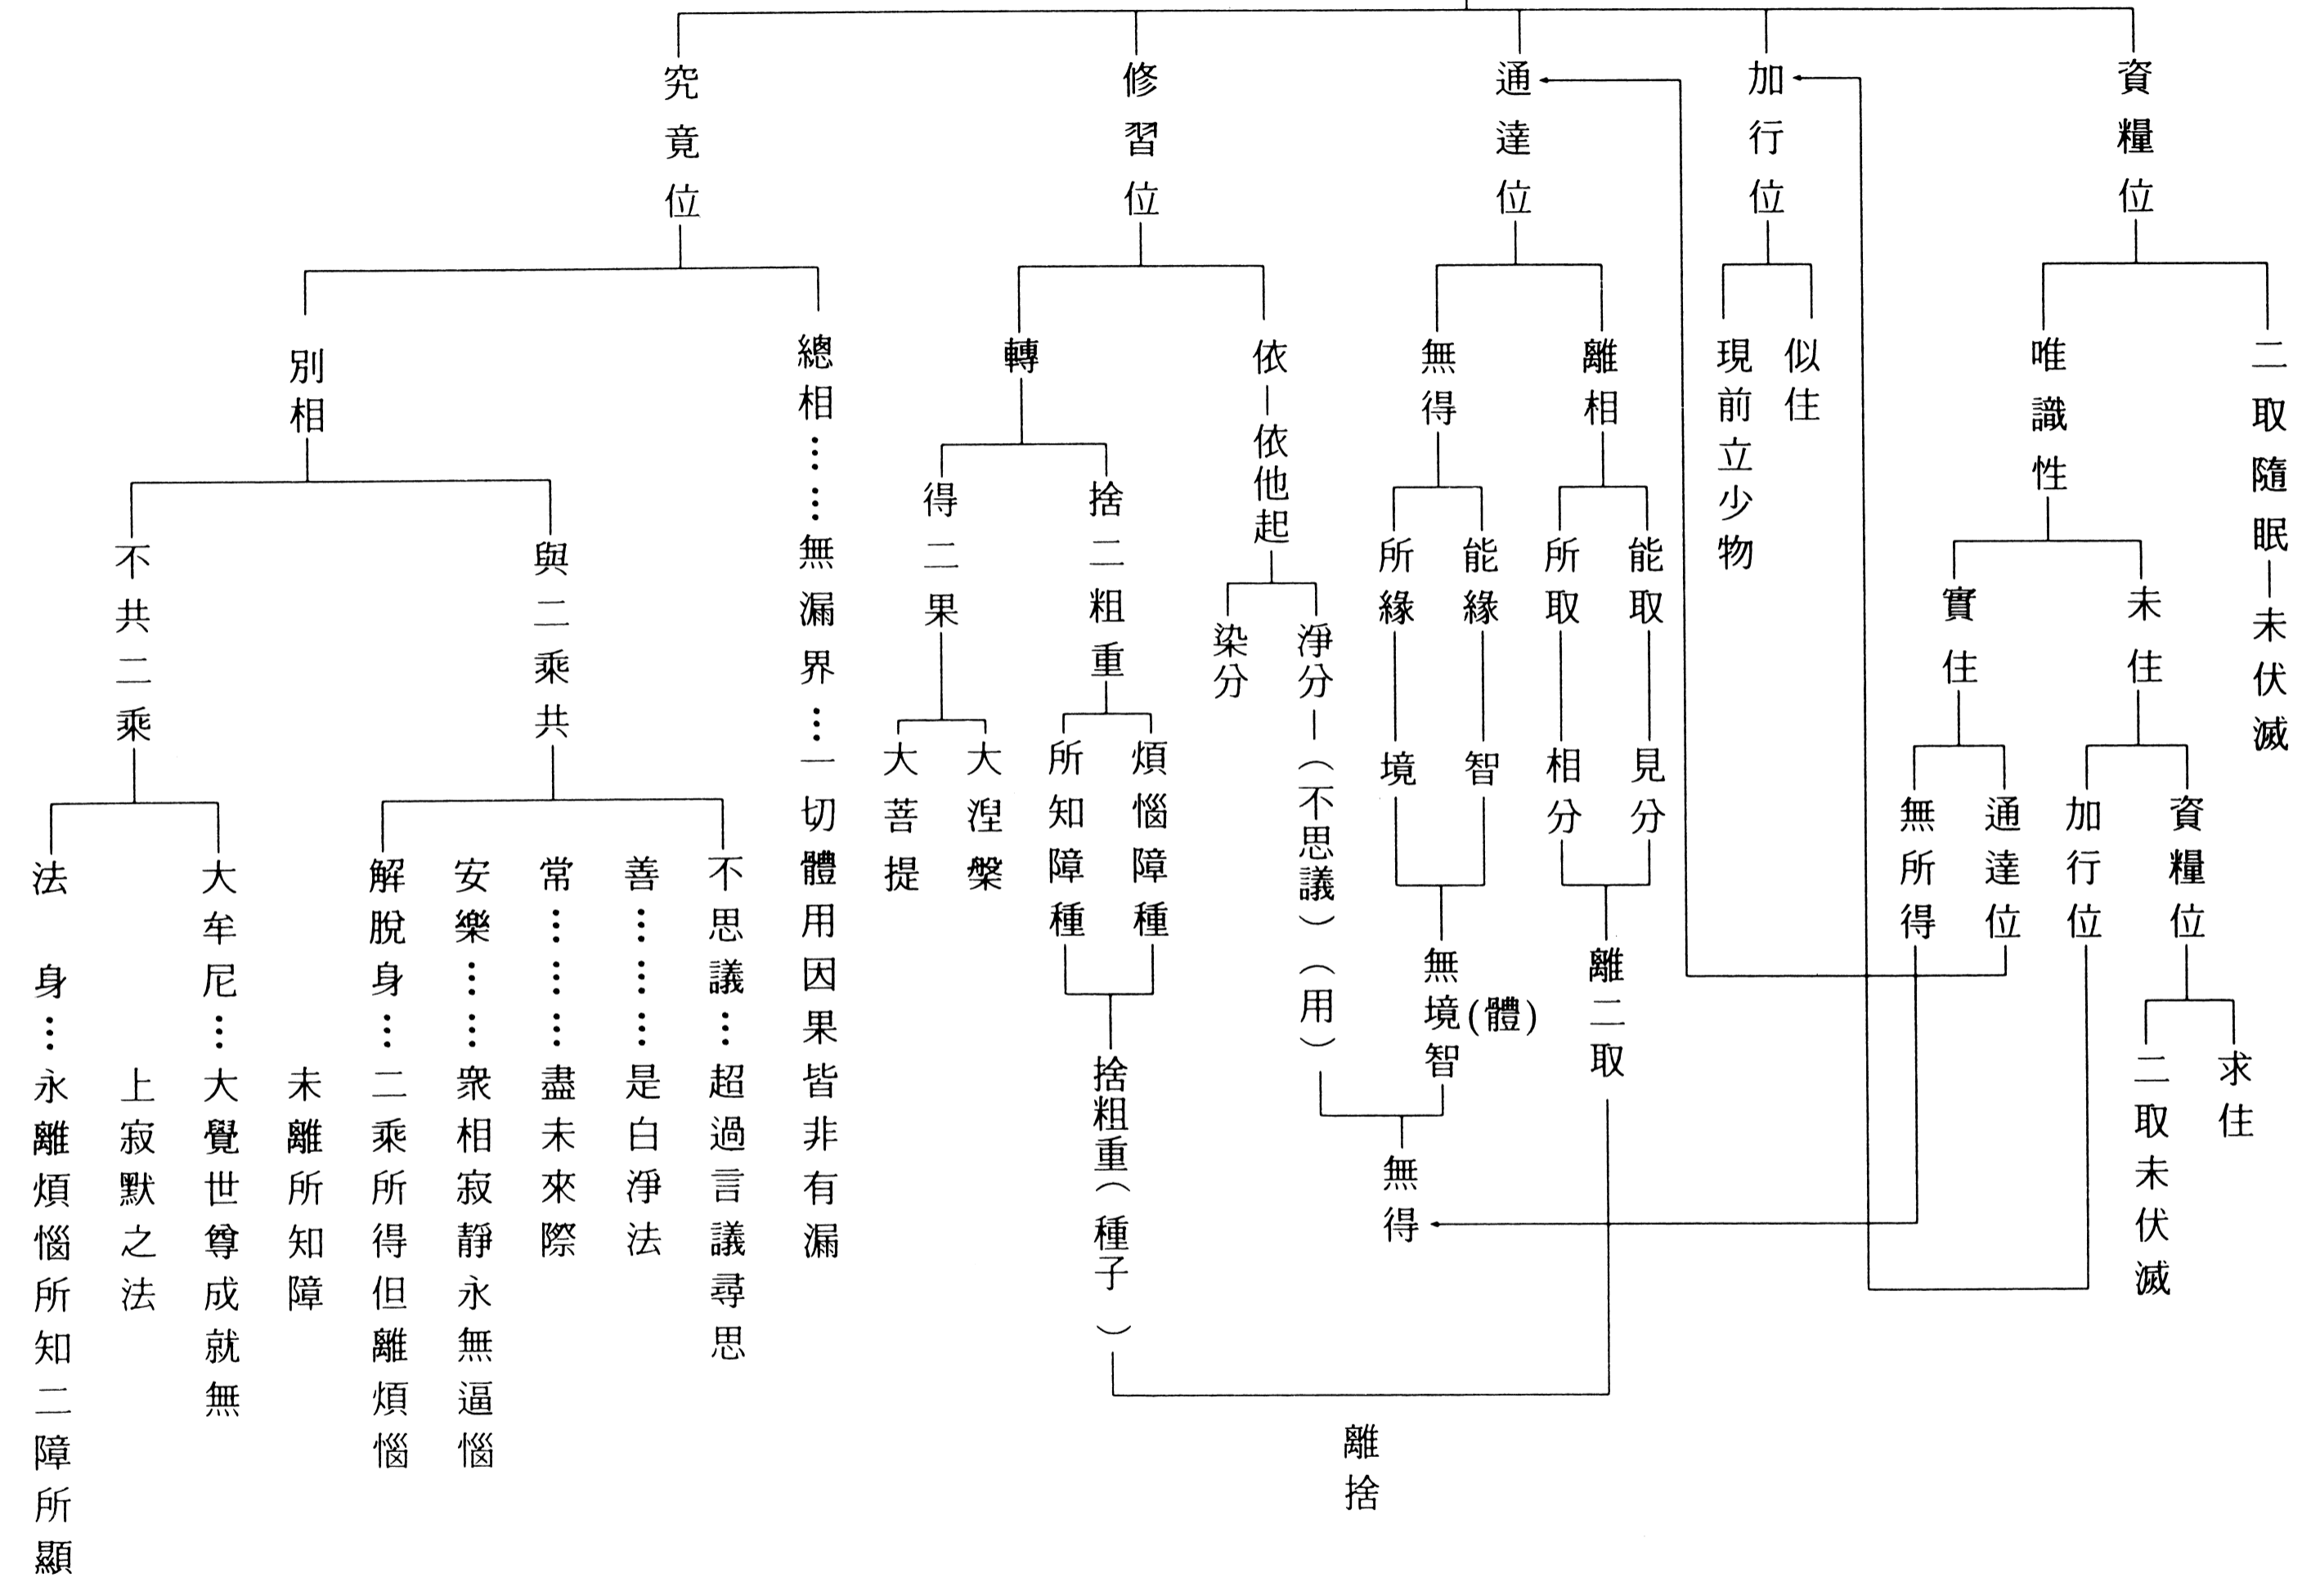 資糧位
二取隨眠
未伏滅
唯識性
未住
資糧位
求住
二取未伏滅
加行位
實住
通達位
無所得
加行位
似住
現前立少物
通達位
離相
能取
見分
所取
相分
離二取
無得
能緣
智
所緣
境
無境智
(體)
修習位
依
依他起
淨分
(不思議)(用)
染分
無得
轉
捨二粗重
煩惱障種
所知障種
捨粗重(種子)
離捨
得二果
大涅槃
大菩提
究竟位
總相……無漏界…一切體用因果皆非有漏
別相
與二乘共
不思議…超過言議尋思
善………是白淨法
常………盡未來際
安樂……衆相寂靜永無逼惱
解脫身…二乘所得但離煩惱
未離所知障
不共二乘
大牟尼…大覺世尊成就無
上寂默之法
法身…永離煩惱所知二障所顯